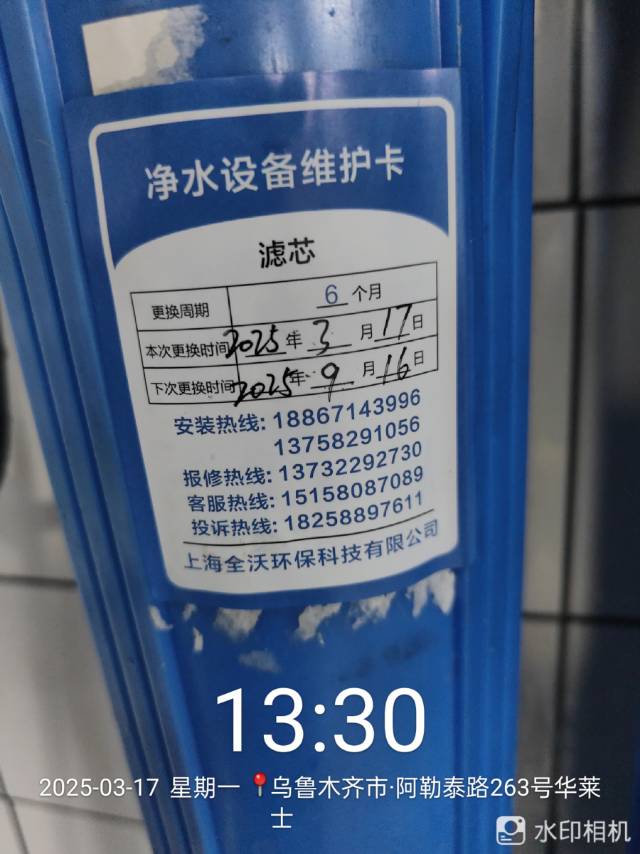 净水设备维护卡
滤芯
更换周期 6 个月
本次更换时间 2025 年 3 月 17 日
下次更换时间 2025 年 9 月 16 日
安装热线: 18867143996
13758291056
报修热线: 13732292730
客服热线: 15158087089
投诉热线: 18258897611
上海全沃环保科技有限公司
13:30
2025-03-17 星期一 📍乌鲁木齐市·阿勒泰路263号华莱
士
水印相机